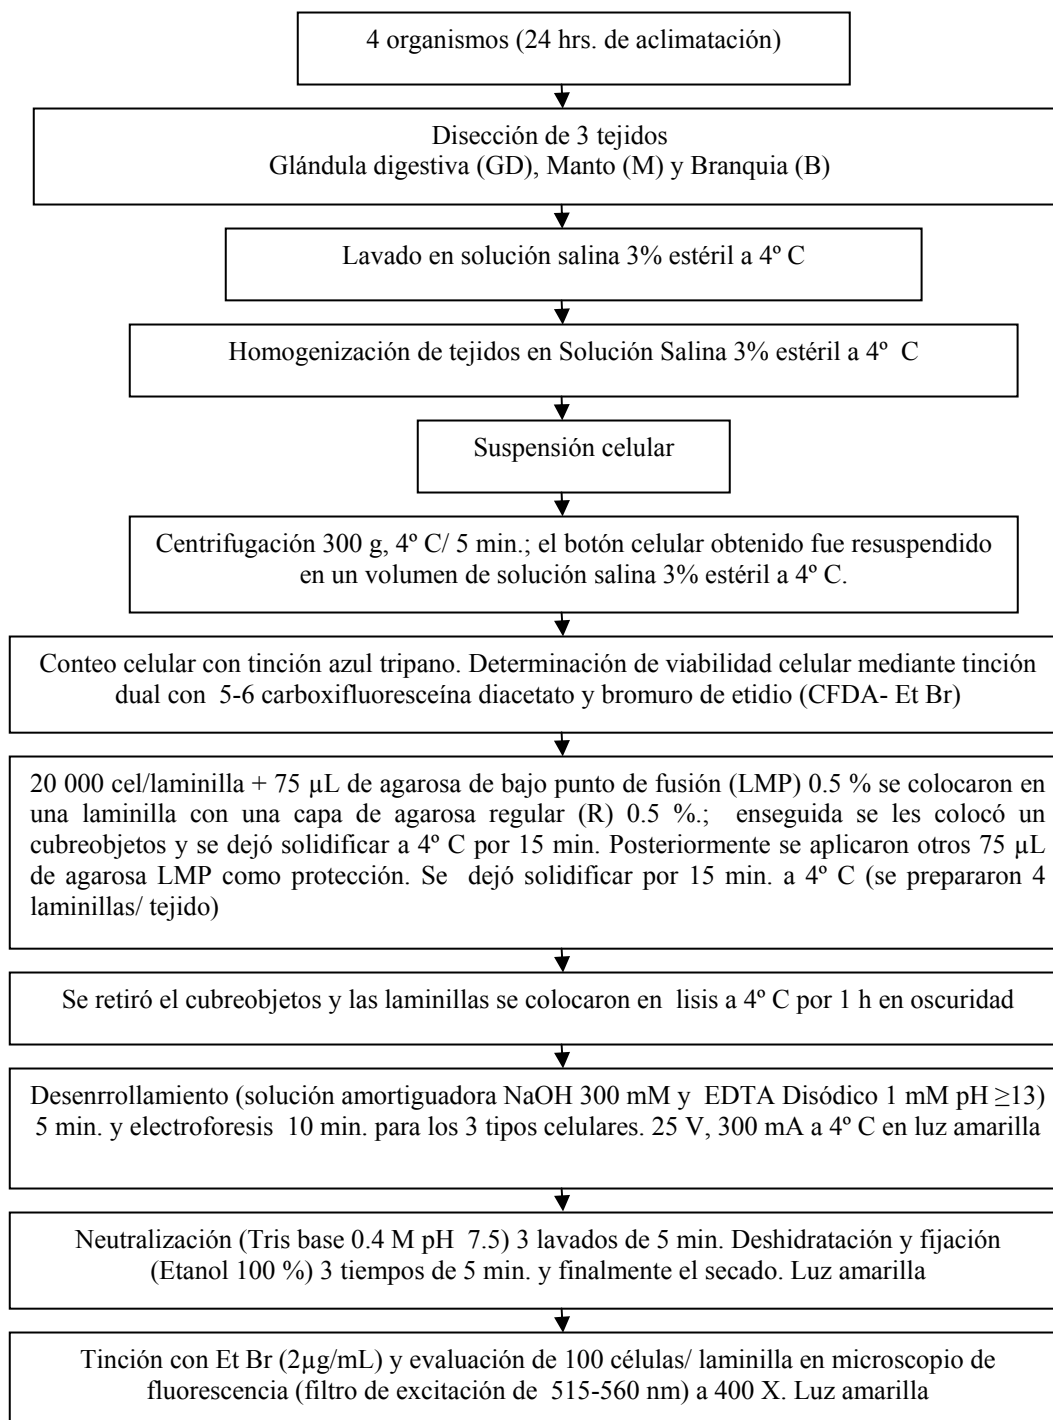 4 organismos (24 hrs. de aclimatación)
Disección de 3 tejidos
Glándula digestiva (GD), Manto (M) y Branquia (B)
Lavado en solución salina 3% estéril a 4º C
Homogenización de tejidos en Solución Salina 3% estéril a 4º C
Suspensión celular
Centrifugación 300 g, 4º C/ 5 min.; el botón celular obtenido fue resuspendido
en un volumen de solución salina 3% estéril a 4º C.
Conteo celular con tinción azul tripano. Determinación de viabilidad celular mediante tinción
dual con 5-6 carboxifluoresceína diacetato y bromuro de etidio (CFDA- Et Br)
20 000 cel/laminilla + 75 µL de agarosa de bajo punto de fusión (LMP) 0.5 % se colocaron en
una laminilla con una capa de agarosa regular (R) 0.5 %.; enseguida se les colocó un
cubreobjetos y se dejó solidificar a 4º C por 15 min. Posteriormente se aplicaron otros 75 µL
de agarosa LMP como protección. Se dejó solidificar por 15 min. a 4º C (se prepararon 4
laminillas/ tejido)
Se retiró el cubreobjetos y las laminillas se colocaron en lisis a 4º C por 1 h en oscuridad
Desenrrollamiento (solución amortiguadora NaOH 300 mM y EDTA Disódico 1 mM pH ≥13)
5 min. y electroforesis 10 min. para los 3 tipos celulares. 25 V, 300 mA a 4º C en luz amarilla
Neutralización (Tris base 0.4 M pH 7.5) 3 lavados de 5 min. Deshidratación y fijación
(Etanol 100 %) 3 tiempos de 5 min. y finalmente el secado. Luz amarilla
Tinción con Et Br (2µg/mL) y evaluación de 100 células/ laminilla en microscopio de
fluorescencia (filtro de excitación de 515-560 nm) a 400 X. Luz amarilla